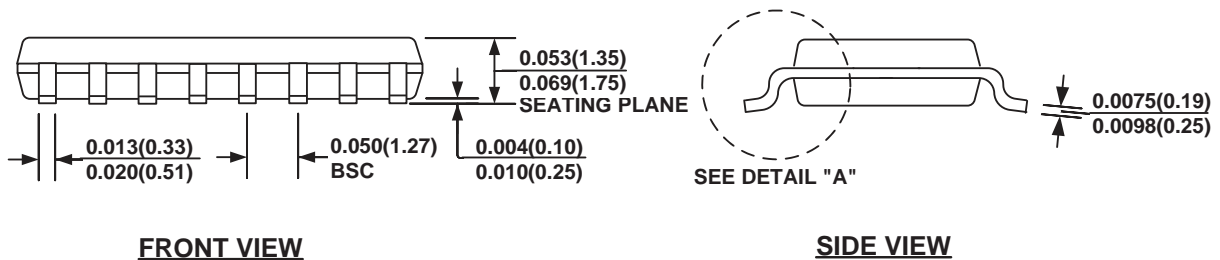 0.053(1.35)
0.069(1.75)
SEATING PLANE
0.013(0.33)
0.020(0.51)
0.050(1.27)
BSC
0.004(0.10)
0.010(0.25)
0.0075(0.19)
0.0098(0.25)
SEE DETAIL "A"
FRONT VIEW
SIDE VIEW